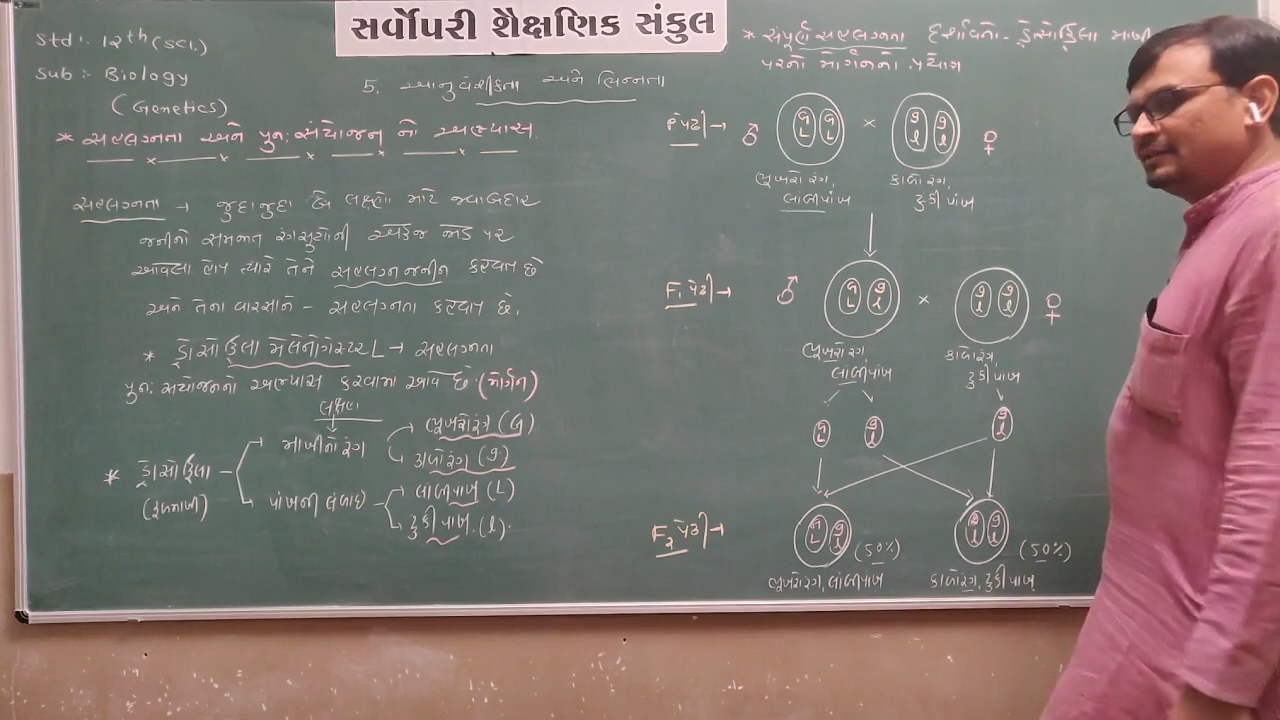 સર્વોપરી શૈક્ષણિક સંકુલ
Std : 12th (sci.)
Sub :- Biology
(Genetics)
5. આનુવંશીકતા અને ભિન્નતા
* સહલગ્નતા અને પુન: સંયોજન નો અભ્યાસ.
સહલગ્નતા → જુદાજુદા બે લક્ષણો માટે જવાબદાર
જનીનો સમજાત રંગસૂત્રોની એકજ જોડ પર
આવેલા હોય ત્યારે તેને સહલગ્ન જનીન કહેવાય છે
અને તેના વારસાને - સહલગ્નતા કહેવાય છે.
* ડ્રોસોફિલા મેલેનોગેસ્ટર → સહલગ્નતા
પુન: સંયોજનનો અભ્યાસ કરવામાં આવે છે. (મોર્ગન)
લક્ષણ
* ડ્રોસોફિલા
(ફળમાખી)
માખીનો રંગ
ભૂખરો રંગ (G)
કાળો રંગ (g)
પાંખની લંબાઇ
લાંબી પાંખ (L)
ટુકી પાંખ (l).
* સંપૂર્ણ સહલગ્નતા દર્શાવતો - ડ્રોસોફિલા માખી
પરનો મોર્ગનનો પ્રયોગ
P પેઢી → ♂ G L G L × g l g l ♀
ભૂખરો રંગ, કાળો રંગ,
લાંબીપાંખ ટુકી પાંખ
F₁ પેઢી → ♂ G L g l × g l g l ♀
ભૂખરો રંગ, કાળો રંગ,
લાંબીપાંખ ટુકી પાંખ
G L g l g l
F₂ પેઢી → G L g l (50%) g l g l (50%)
ભૂખરો રંગ, લાંબીપાંખ કાળો રંગ, ટુકી પાંખ